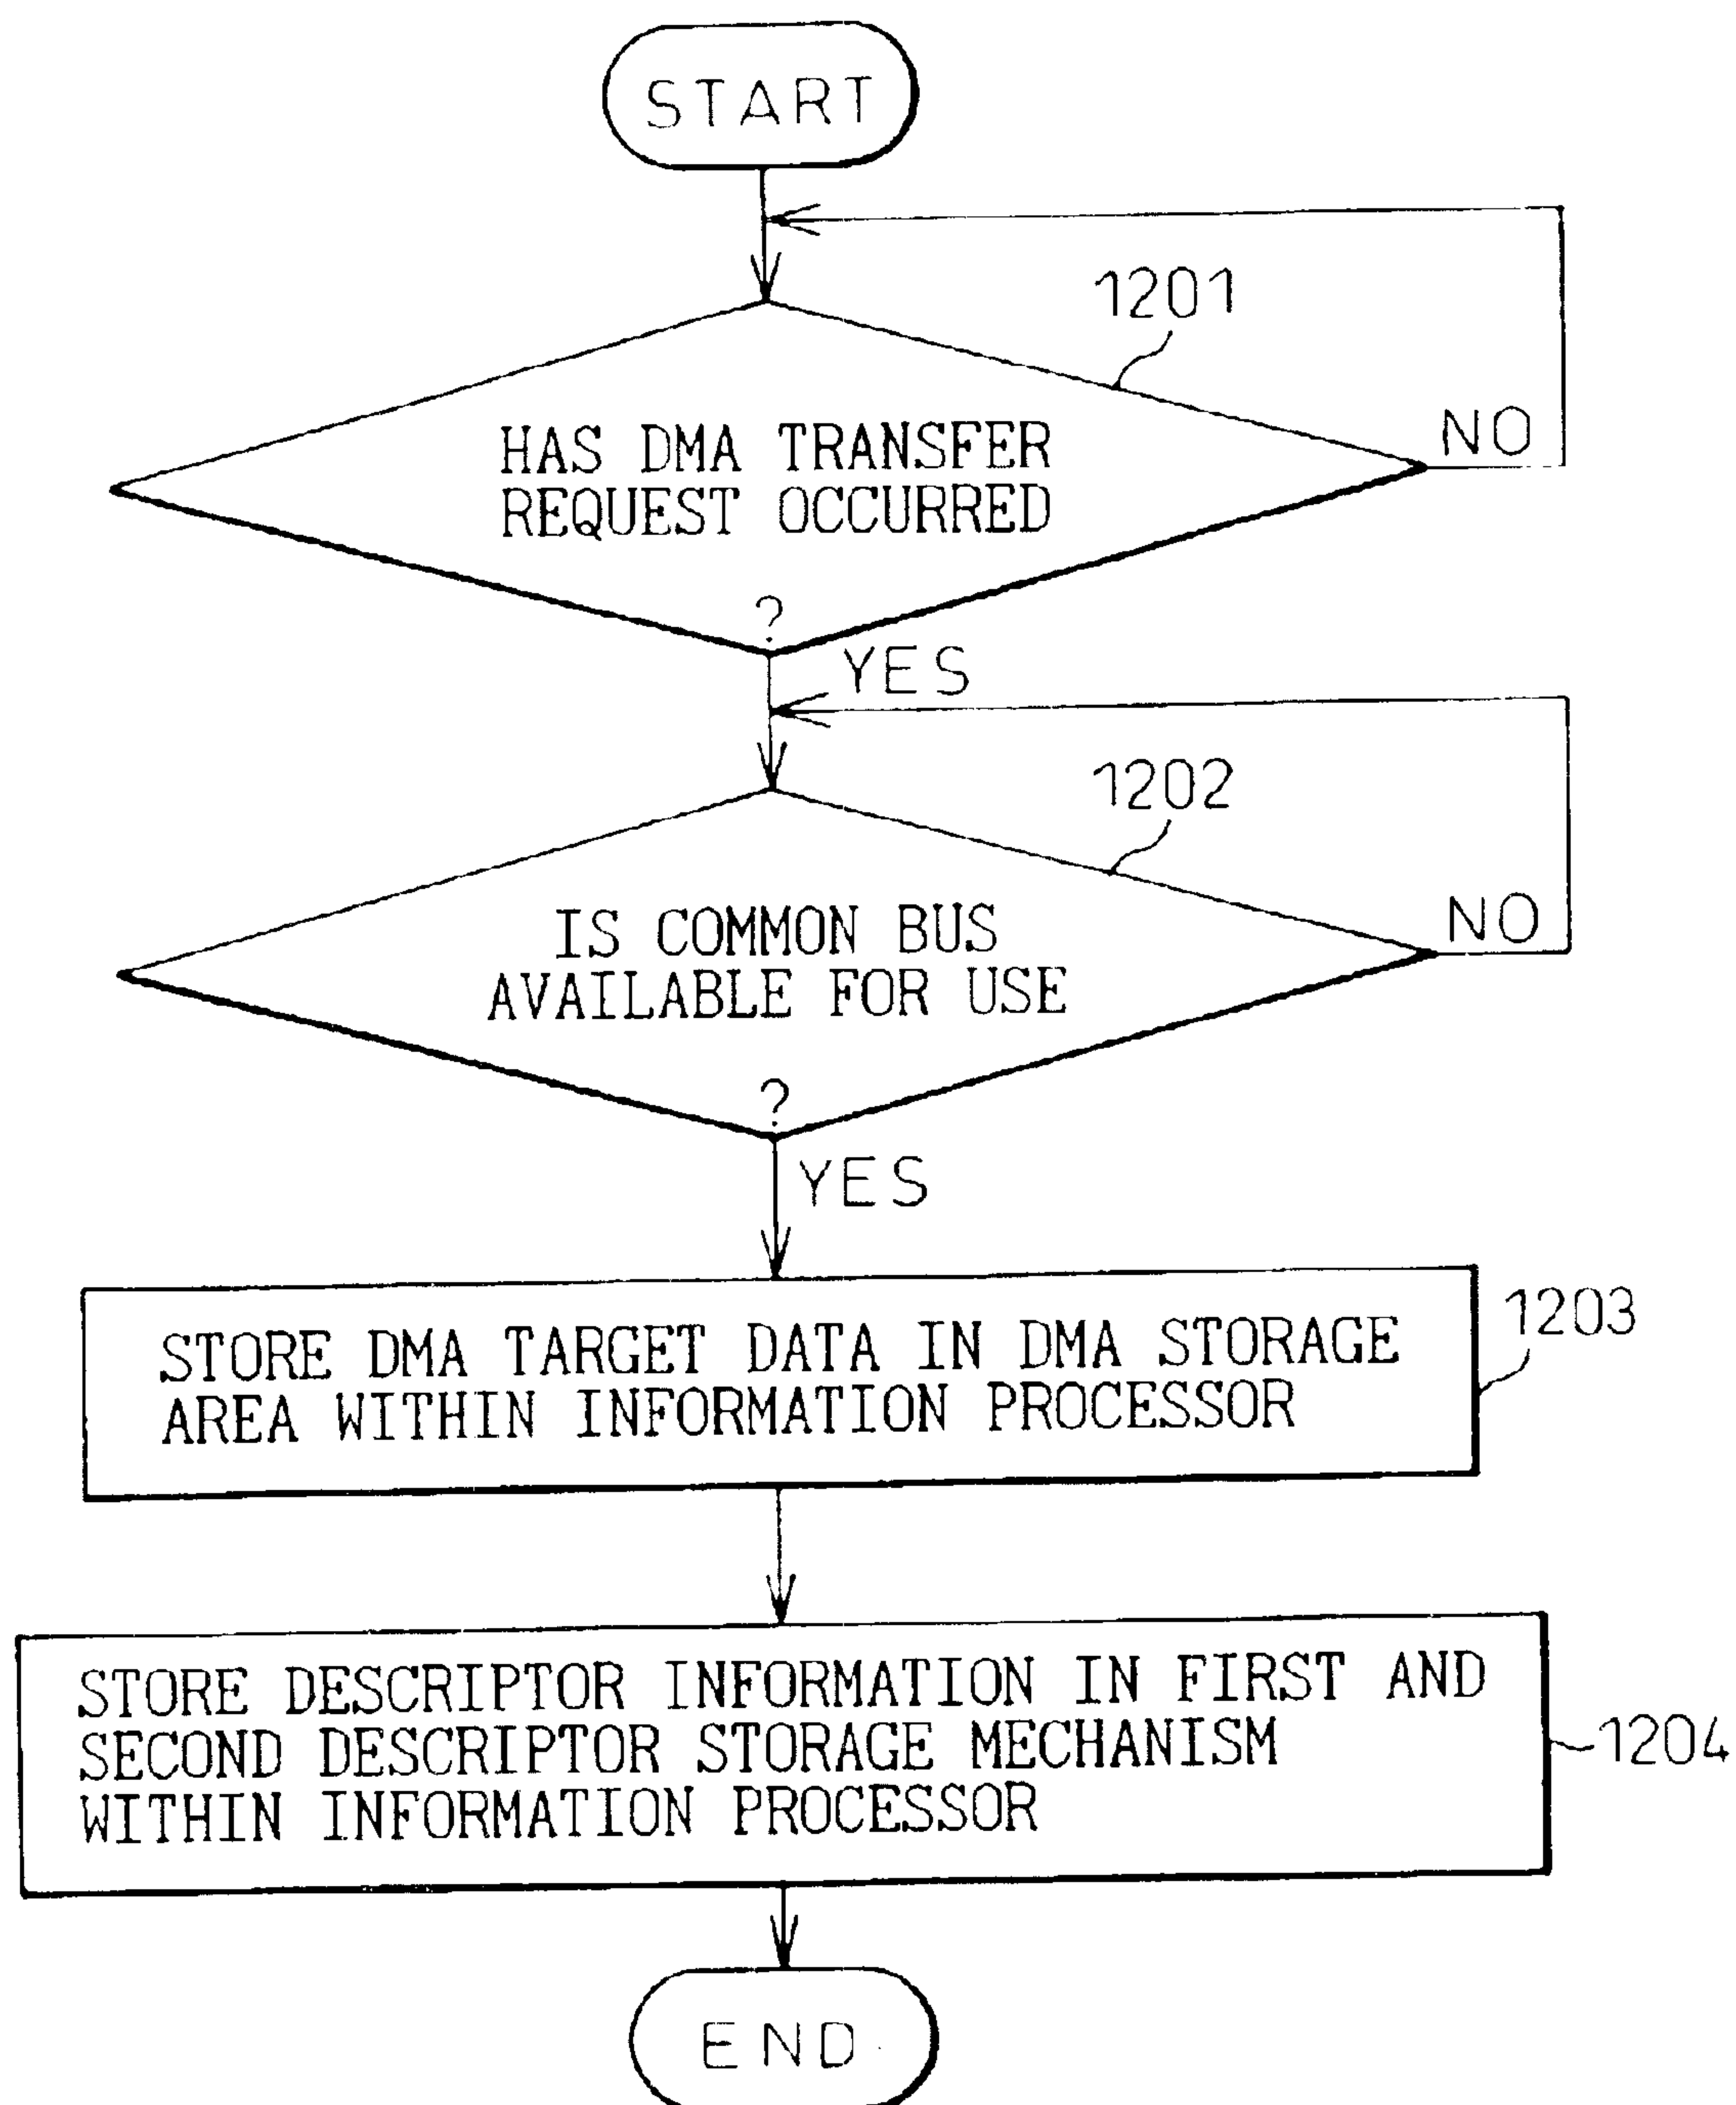 START
1201
HAS DMA TRANSFER
REQUEST OCCURRED
?
NO
YES
1202
IS COMMON BUS
AVAILABLE FOR USE
?
NO
YES
1203
STORE DMA TARGET DATA IN DMA STORAGE
AREA WITHIN INFORMATION PROCESSOR
STORE DESCRIPTOR INFORMATION IN FIRST AND
SECOND DESCRIPTOR STORAGE MECHANISM
WITHIN INFORMATION PROCESSOR
1204
END